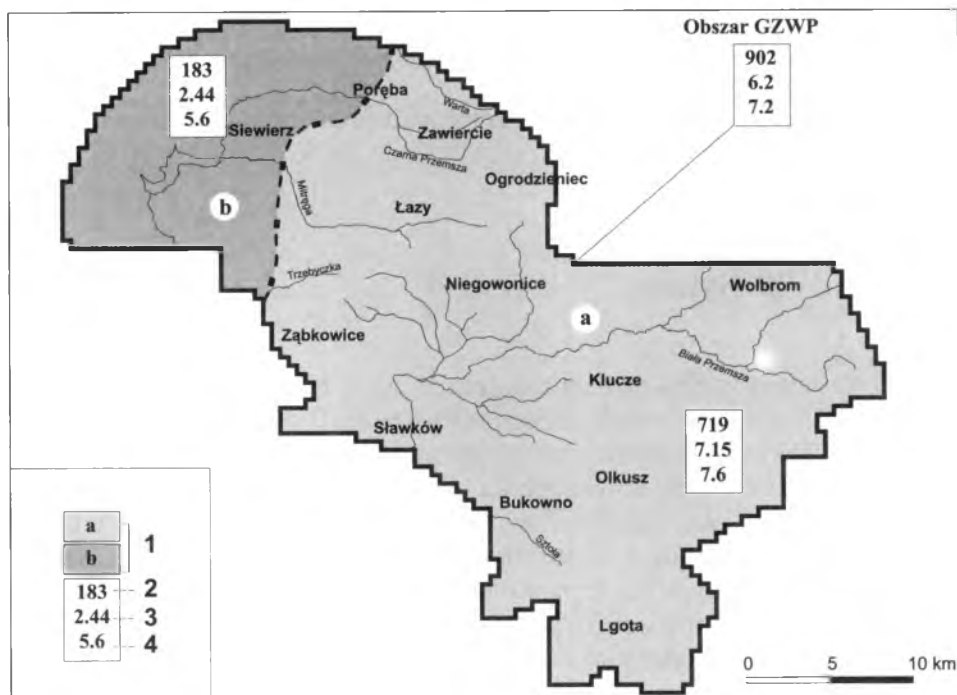 Obszar GZWP
902
6.2
7.2
183
2.44
5.6
Poręba
Warta
Siewierz
Zawiercie
Czarna Przemsza
Ogrodzieniec
Mitręga
b
Łazy
Trzebyczka
Niegowonice
Wolbrom
a
Ząbkowice
Biała Przemsza
Klucze
Sławków
719
7.15
7.6
Olkusz
Bukowno
Sztoła
Lgota
a
b
1
183
2
2.44
3
5.6
4
0 5 10 km